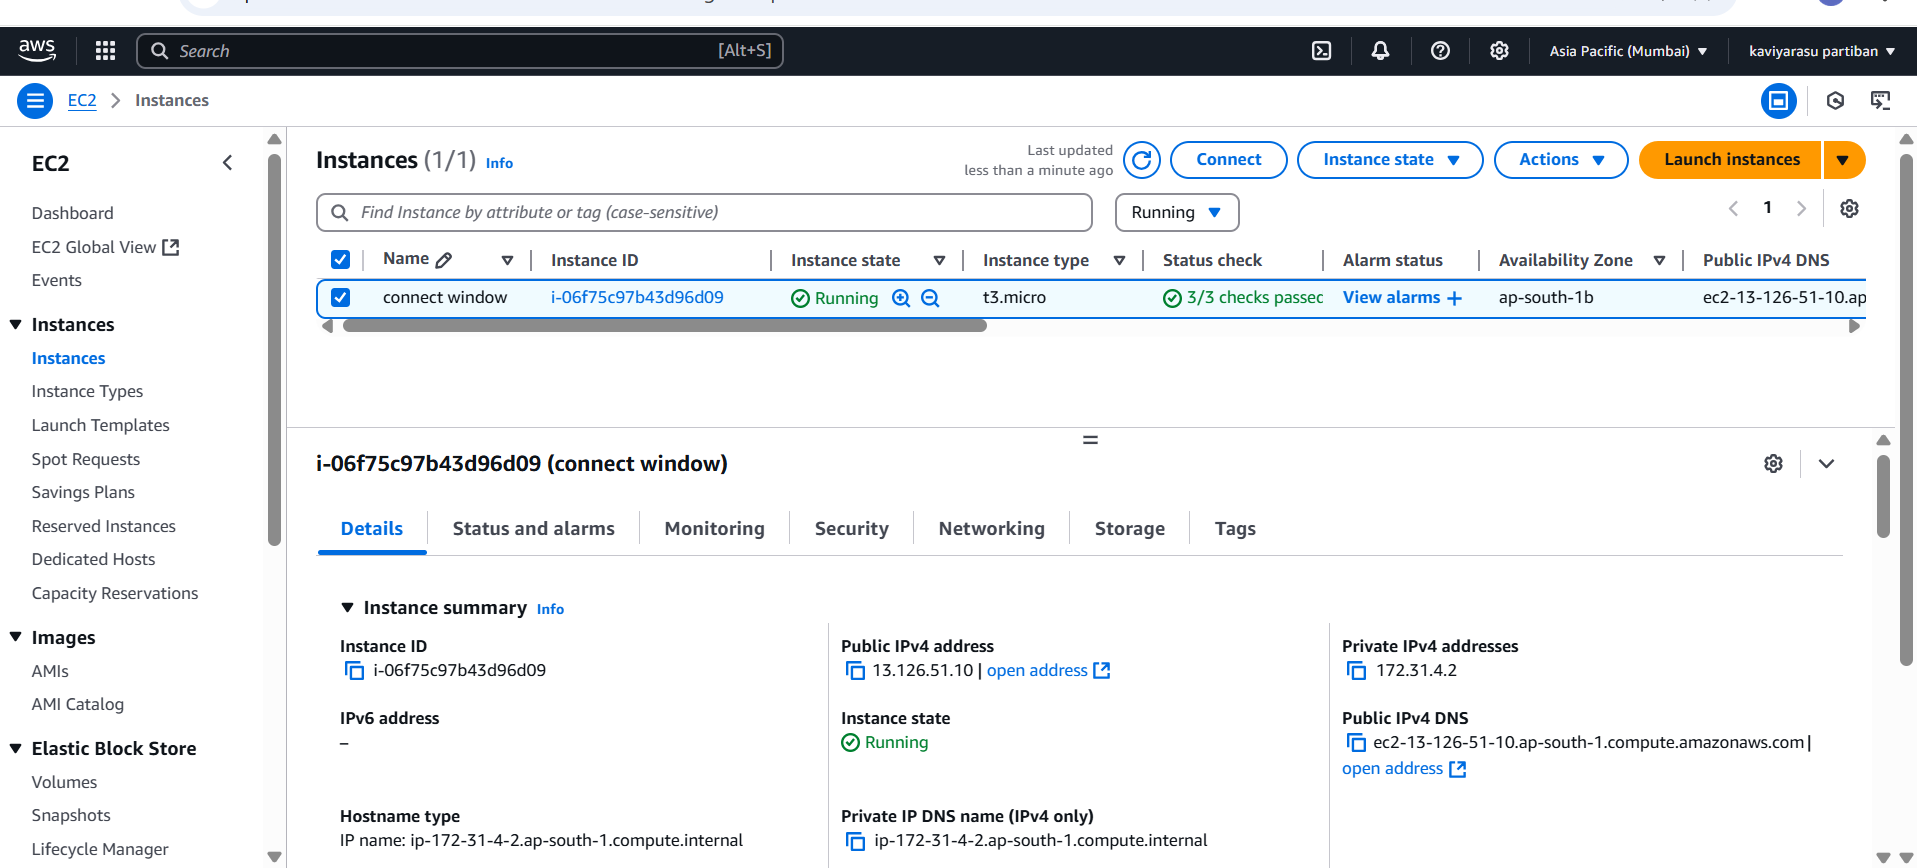 aws
Search [Alt+S]
Asia Pacific (Mumbai)
kaviyarasu partiban
EC2
Instances
EC2
Dashboard
EC2 Global View
Events
Instances
Instances
Instance Types
Launch Templates
Spot Requests
Savings Plans
Reserved Instances
Dedicated Hosts
Capacity Reservations
Images
AMIs
AMI Catalog
Elastic Block Store
Volumes
Snapshots
Lifecycle Manager
Instances (1/1) Info
Last updated
less than a minute ago
Connect
Instance state
Actions
Launch instances
Find Instance by attribute or tag (case-sensitive)
Running
1
Name Instance ID Instance state Instance type Status check Alarm status Availability Zone Public IPv4 DNS
connect window i-06f75c97b43d96d09 Running t3.micro 3/3 checks passec View alarms + ap-south-1b ec2-13-126-51-10.ap
i-06f75c97b43d96d09 (connect window)
Details Status and alarms Monitoring Security Networking Storage Tags
Instance summary Info
Instance ID
i-06f75c97b43d96d09
Public IPv4 address
13.126.51.10 | open address
Private IPv4 addresses
172.31.4.2
IPv6 address
–
Instance state
Running
Public IPv4 DNS
ec2-13-126-51-10.ap-south-1.compute.amazonaws.com |
open address
Hostname type
IP name: ip-172-31-4-2.ap-south-1.compute.internal
Private IP DNS name (IPv4 only)
ip-172-31-4-2.ap-south-1.compute.internal